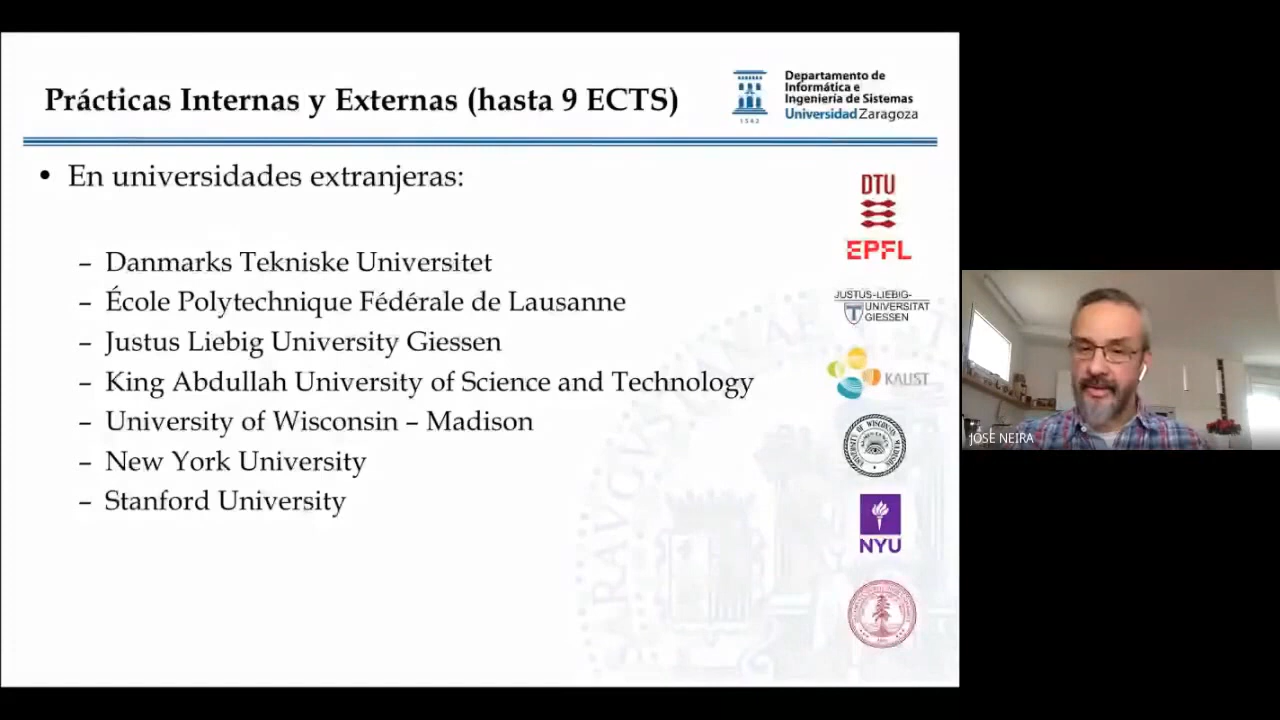 Prácticas Internas y Externas (hasta 9 ECTS)
1542
Departamento de
Informática e
Ingeniería de Sistemas
Universidad Zaragoza
• En universidades extranjeras:
– Danmarks Tekniske Universitet
– École Polytechnique Fédérale de Lausanne
– Justus Liebig University Giessen
– King Abdullah University of Science and Technology
– University of Wisconsin – Madison
– New York University
– Stanford University
DTU
EPFL
JUSTUS-LIEBIG-
UNIVERSITAT
GIESSEN
KAUST
NYU
JOSE NEIRA